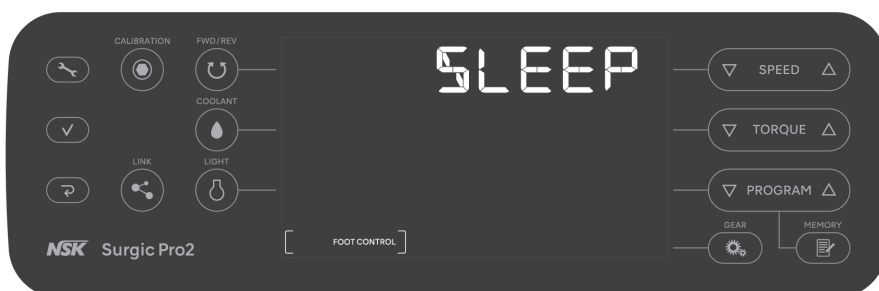 CALIBRATION
FWD/REV
SLEEP
SPEED
COOLANT
TORQUE
LINK
LIGHT
PROGRAM
GEAR
MEMORY
FOOT CONTROL
NSK Surgic Pro2